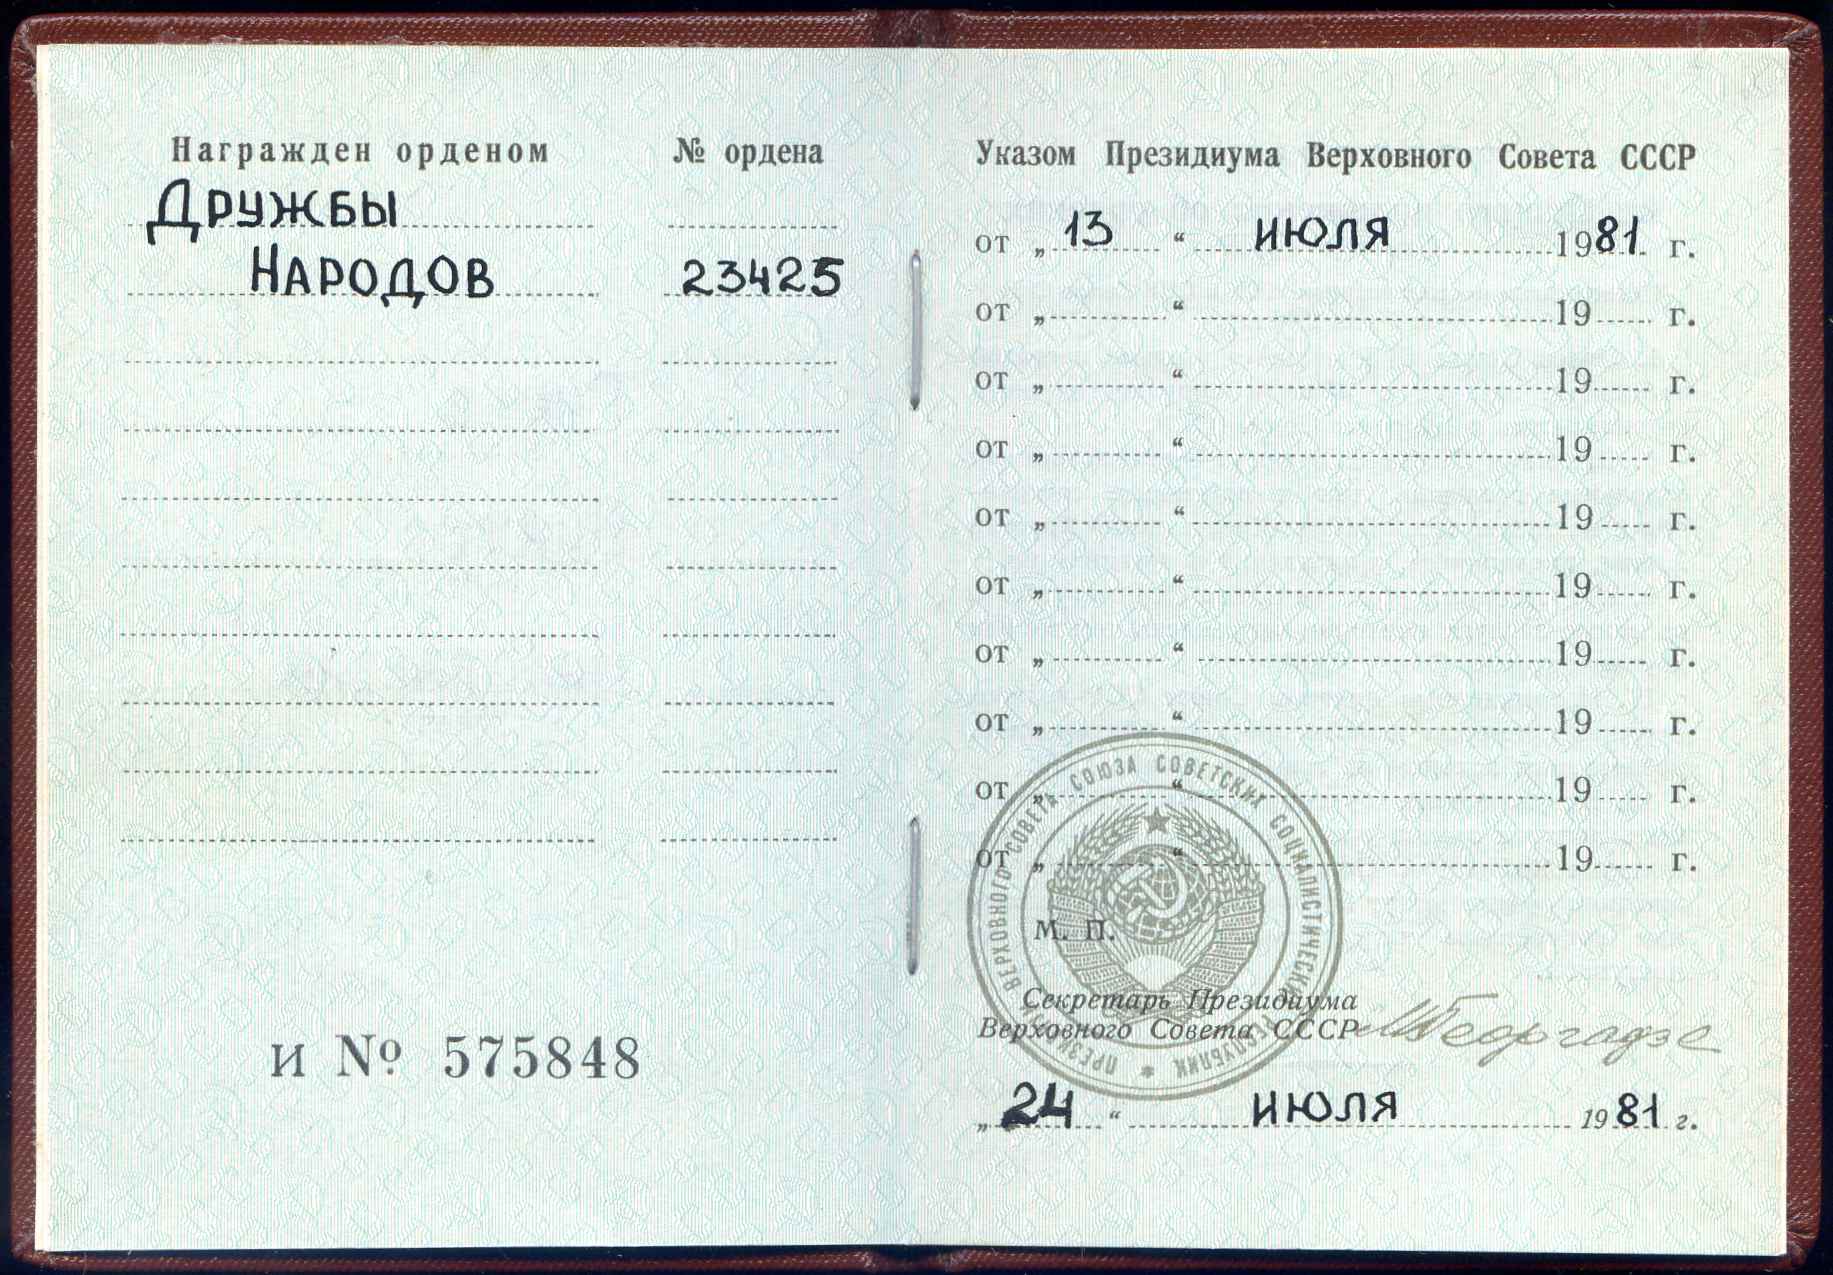 Награжден орденом
ДРУЖБЫ
НАРОДОВ
№ ордена
23425
и № 575848
Указом Президиума Верховного Совета СССР
от „ 13 “ ИЮЛЯ 1981 г.
от „ “ 19 г.
от „ “ 19 г.
от „ “ 19 г.
от „ “ 19 г.
от „ “ 19 г.
от „ “ 19 г.
от „ “ 19 г.
от „ “ 19 г.
от „ “ 19 г.
М. П.
ПРЕЗИДИУМ ВЕРХОВНОГО СОВЕТА СОЮЗА СОВЕТСКИХ СОЦИАЛИСТИЧЕСКИХ РЕСПУБЛИК *
Секретарь Президиума
Верховного Совета СССР МГеоргадзе
„ 24 “ ИЮЛЯ 1981 г.